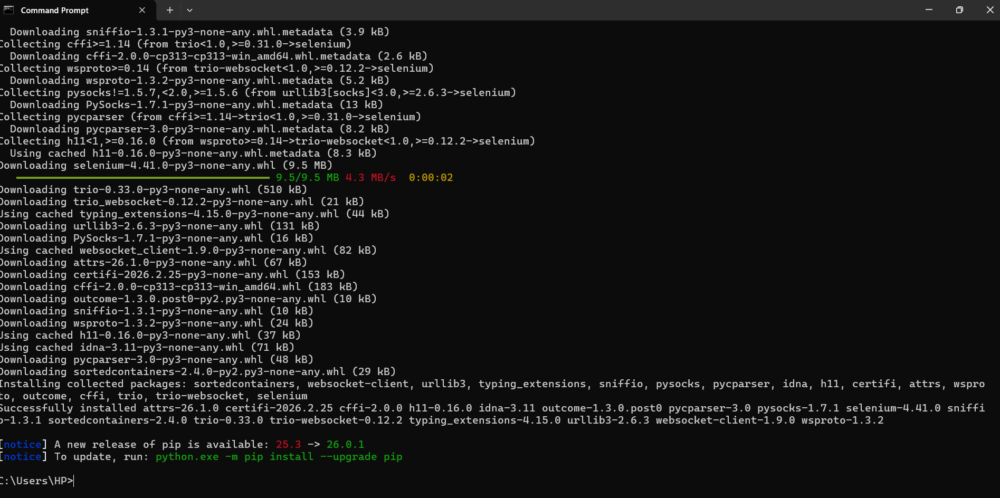 Command Prompt
Downloading sniffio-1.3.1-py3-none-any.whl.metadata (3.9 kB)
Collecting cffi>=1.14 (from trio<1.0,>=0.31.0->selenium)
Downloading cffi-2.0.0-cp313-cp313-win_amd64.whl.metadata (2.6 kB)
Collecting wsproto>=0.14 (from trio-websocket<1.0,>=0.12.2->selenium)
Downloading wsproto-1.3.2-py3-none-any.whl.metadata (5.2 kB)
Collecting pysocks!=1.5.7,<2.0,>=1.5.6 (from urllib3[socks]<3.0,>=2.6.3->selenium)
Downloading PySocks-1.7.1-py3-none-any.whl.metadata (13 kB)
Collecting pycparser (from cffi>=1.14->trio<1.0,>=0.31.0->selenium)
Downloading pycparser-3.0-py3-none-any.whl.metadata (8.2 kB)
Collecting h11<1,>=0.16.0 (from wsproto>=0.14->trio-websocket<1.0,>=0.12.2->selenium)
Using cached h11-0.16.0-py3-none-any.whl.metadata (8.3 kB)
Downloading selenium-4.41.0-py3-none-any.whl (9.5 MB)
9.5/9.5 MB 4.3 MB/s 0:00:02
Downloading trio-0.33.0-py3-none-any.whl (510 kB)
Downloading trio_websocket-0.12.2-py3-none-any.whl (21 kB)
Using cached typing_extensions-4.15.0-py3-none-any.whl (44 kB)
Downloading urllib3-2.6.3-py3-none-any.whl (131 kB)
Downloading PySocks-1.7.1-py3-none-any.whl (16 kB)
Using cached websocket_client-1.9.0-py3-none-any.whl (82 kB)
Downloading attrs-26.1.0-py3-none-any.whl (67 kB)
Downloading certifi-2026.2.25-py3-none-any.whl (153 kB)
Downloading cffi-2.0.0-cp313-cp313-win_amd64.whl (183 kB)
Downloading outcome-1.3.0.post0-py2.py3-none-any.whl (10 kB)
Downloading sniffio-1.3.1-py3-none-any.whl (10 kB)
Downloading wsproto-1.3.2-py3-none-any.whl (24 kB)
Using cached h11-0.16.0-py3-none-any.whl (37 kB)
Using cached idna-3.11-py3-none-any.whl (71 kB)
Downloading pycparser-3.0-py3-none-any.whl (48 kB)
Downloading sortedcontainers-2.4.0-py2.py3-none-any.whl (29 kB)
Installing collected packages: sortedcontainers, websocket-client, urllib3, typing_extensions, sniffio, pysocks, pycparser, idna, h11, certifi, attrs, wspro
to, outcome, cffi, trio, trio-websocket, selenium
Successfully installed attrs-26.1.0 certifi-2026.2.25 cffi-2.0.0 h11-0.16.0 idna-3.11 outcome-1.3.0.post0 pycparser-3.0 pysocks-1.7.1 selenium-4.41.0 sniffi
o-1.3.1 sortedcontainers-2.4.0 trio-0.33.0 trio-websocket-0.12.2 typing_extensions-4.15.0 urllib3-2.6.3 websocket-client-1.9.0 wsproto-1.3.2
[notice] A new release of pip is available: 25.3 -> 26.0.1
[notice] To update, run: python.exe -m pip install --upgrade pip
C:\Users\HP>